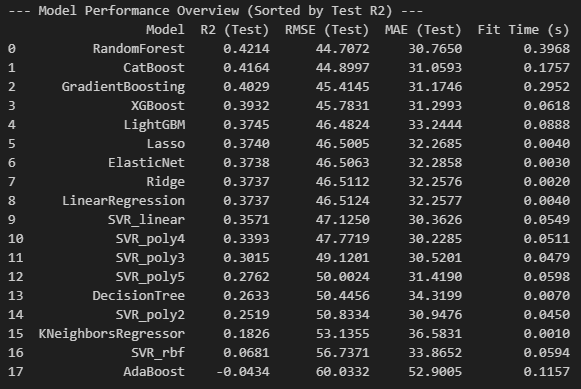 --- Model Performance Overview (Sorted by Test R2) ---
Model R2 (Test) RMSE (Test) MAE (Test) Fit Time (s)
0 RandomForest 0.4214 44.7072 30.7650 0.3968
1 CatBoost 0.4164 44.8997 31.0593 0.1757
2 GradientBoosting 0.4029 45.4145 31.1746 0.2952
3 XGBoost 0.3932 45.7831 31.2993 0.0618
4 LightGBM 0.3745 46.4824 33.2444 0.0888
5 Lasso 0.3740 46.5005 32.2685 0.0040
6 ElasticNet 0.3738 46.5063 32.2858 0.0030
7 Ridge 0.3737 46.5112 32.2576 0.0020
8 LinearRegression 0.3737 46.5124 32.2577 0.0040
9 SVR_linear 0.3571 47.1250 30.3626 0.0549
10 SVR_poly4 0.3393 47.7719 30.2285 0.0511
11 SVR_poly3 0.3015 49.1201 30.5201 0.0479
12 SVR_poly5 0.2762 50.0024 31.4190 0.0598
13 DecisionTree 0.2633 50.4456 34.3199 0.0070
14 SVR_poly2 0.2519 50.8334 30.9476 0.0450
15 KNeighborsRegressor 0.1826 53.1355 36.5831 0.0010
16 SVR_rbf 0.0681 56.7371 33.8652 0.0594
17 AdaBoost -0.0434 60.0332 52.9005 0.1157